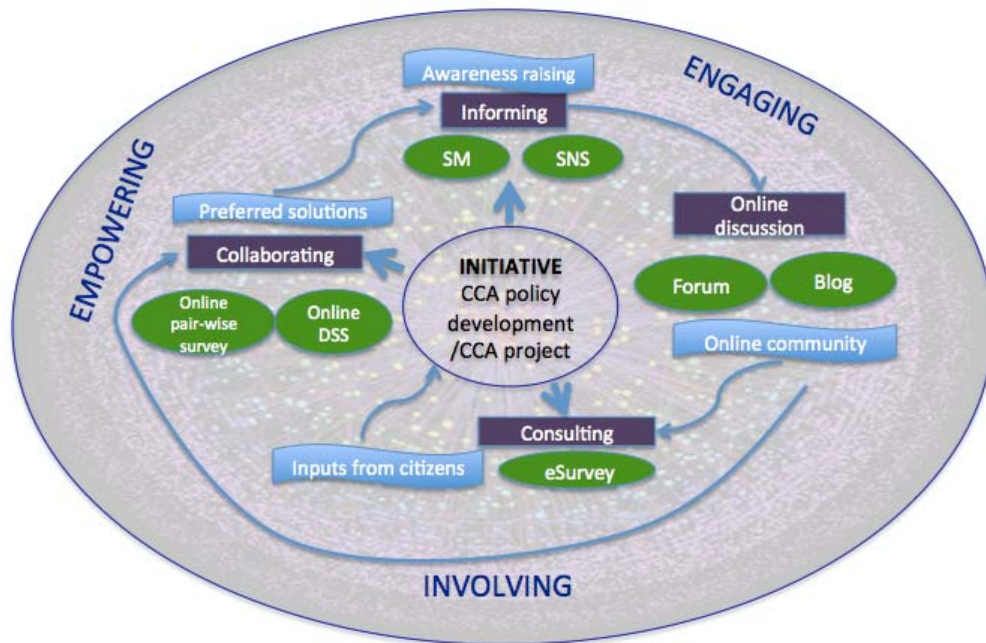 Awareness raising
Informing
SM
SNS
ENGAGING
EMPOWERING
Preferred solutions
Collaborating
Online
pair-wise
survey
Online
DSS
INITIATIVE
CCA policy
development
/CCA project
Online
discussion
Forum
Blog
Online community
Consulting
eSurvey
Inputs from citizens
INVOLVING